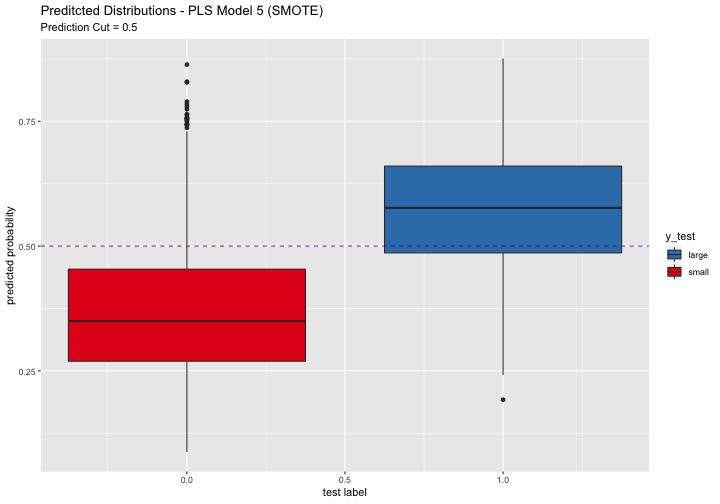 Preditcted Distributions - PLS Model 5 (SMOTE)
Prediction Cut = 0.5
predicted probability
0.75
0.50
0.25
0.0
0.5
1.0
test label
y_test
large
small